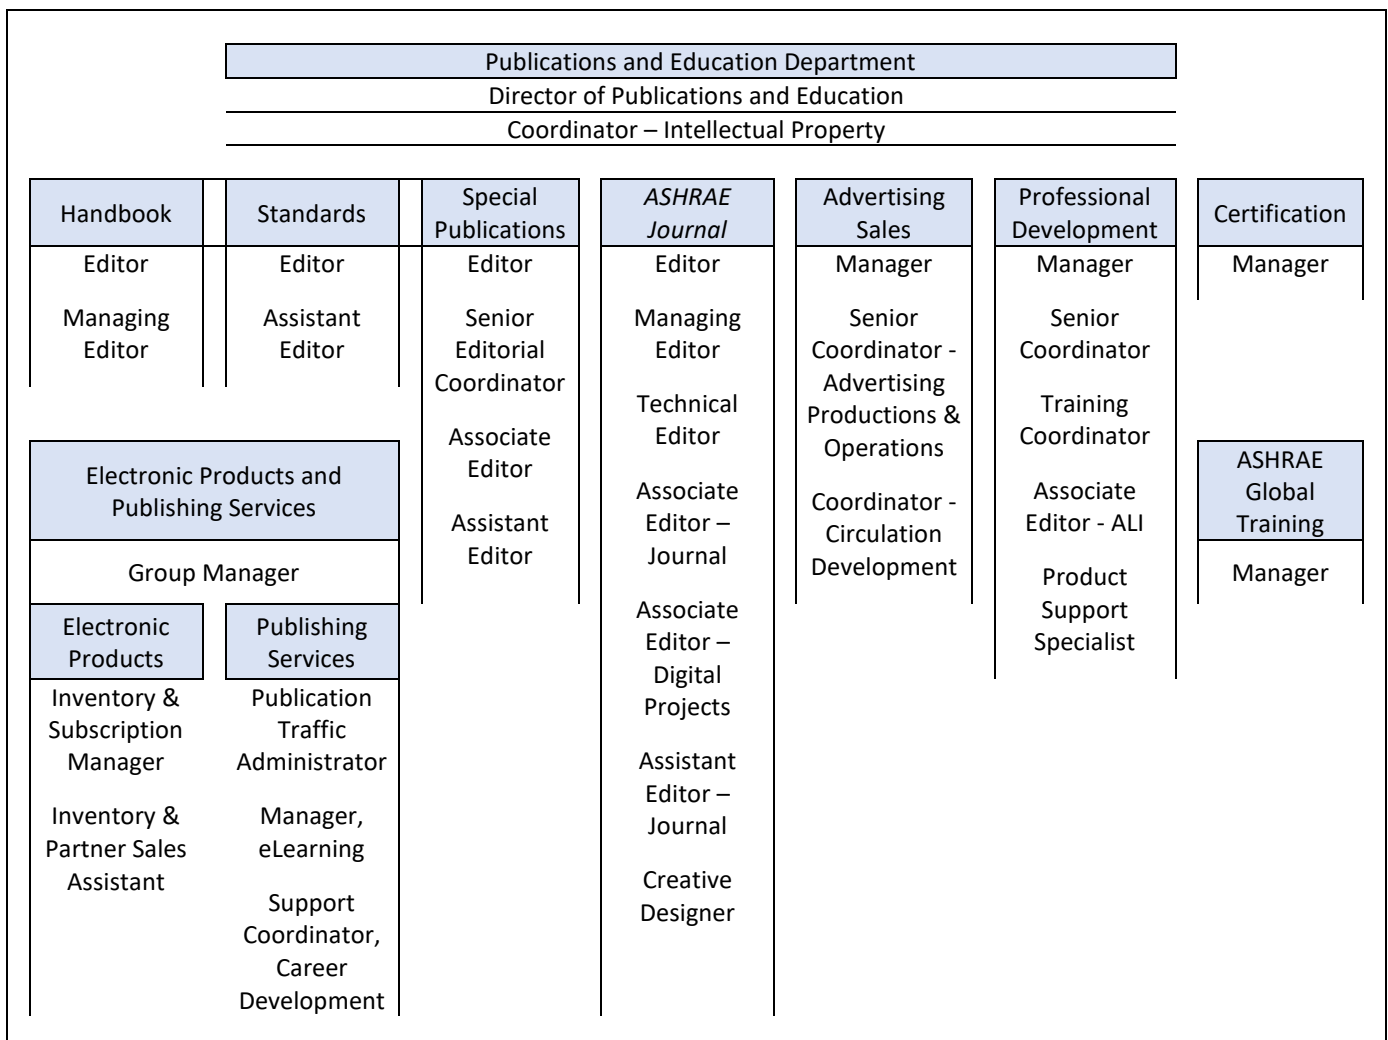 Publications and Education Department
Director of Publications and Education
Coordinator – Intellectual Property
Handbook
Editor
Managing
Editor
Standards
Editor
Assistant
Editor
Special
Publications
Editor
Senior
Editorial
Coordinator
Associate
Editor
Assistant
Editor
ASHRAE
Journal
Editor
Managing
Editor
Technical
Editor
Associate
Editor –
Journal
Associate
Editor –
Digital
Projects
Assistant
Editor –
Journal
Creative
Designer
Advertising
Sales
Manager
Senior
Coordinator -
Advertising
Productions &
Operations
Coordinator -
Circulation
Development
Professional
Development
Manager
Senior
Coordinator
Training
Coordinator
Associate
Editor - ALI
Product
Support
Specialist
Certification
Manager
ASHRAE
Global
Training
Manager
Electronic Products and
Publishing Services
Group Manager
Electronic
Products
Inventory &
Subscription
Manager
Inventory &
Partner Sales
Assistant
Publishing
Services
Publication
Traffic
Administrator
Manager,
eLearning
Support
Coordinator,
Career
Development